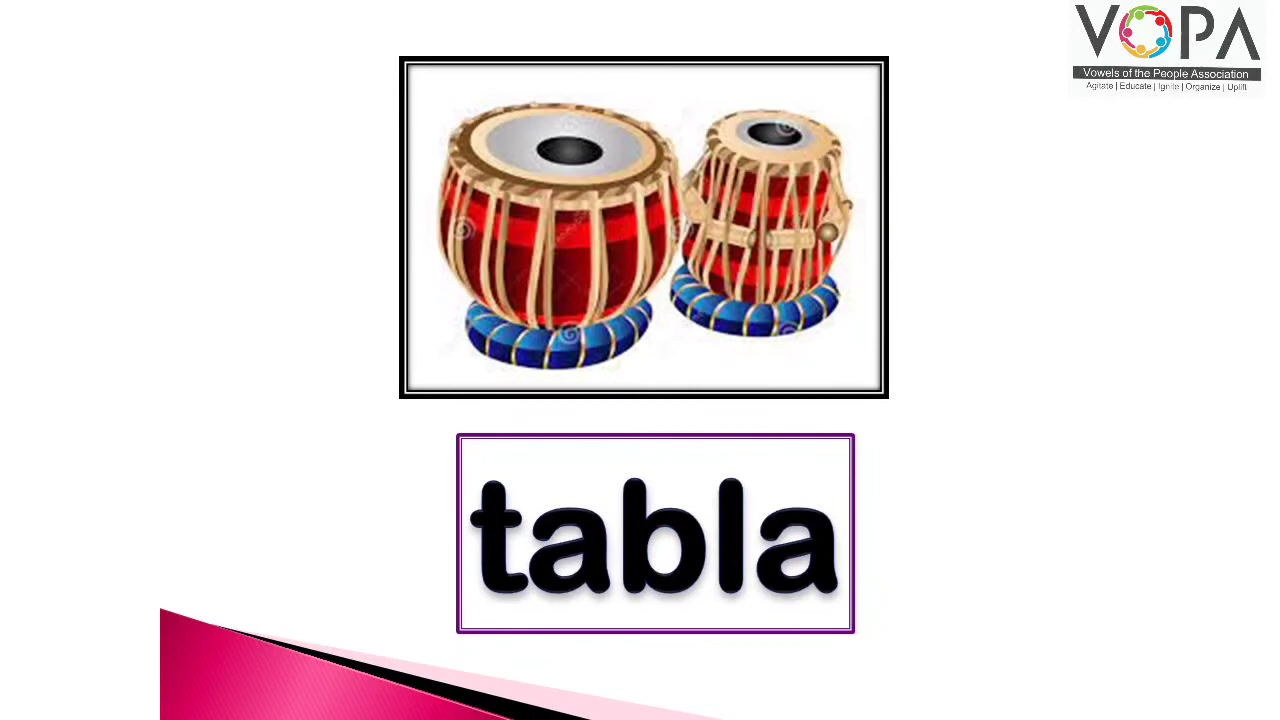 VOPA
Vowels of the People Association
Agitate | Educate | Ignite | Organize | Uplift
tabla